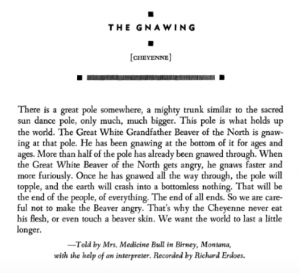 THE GNAWING
[CHEYENNE]
There is a great pole somewhere, a mighty trunk similar to the sacred
sun dance pole, only much, much bigger. This pole is what holds up
the world. The Great White Grandfather Beaver of the North is gnaw-
ing at that pole. He has been gnawing at the bottom of it for ages and
ages. More than half of the pole has already been gnawed through. When
the Great White Beaver of the North gets angry, he gnaws faster and
more furiously. Once he has gnawed all the way through, the pole will
topple, and the earth will crash into a bottomless nothing. That will be
the end of the people, of everything. The end of all ends. So we are care-
ful not to make the Beaver angry. That's why the Cheyenne never eat
his flesh, or even touch a beaver skin. We want the world to last a little
longer.
—Told by Mrs. Medicine Bull in Birney, Montana,
with the help of an interpreter. Recorded by Richard Erdoes.